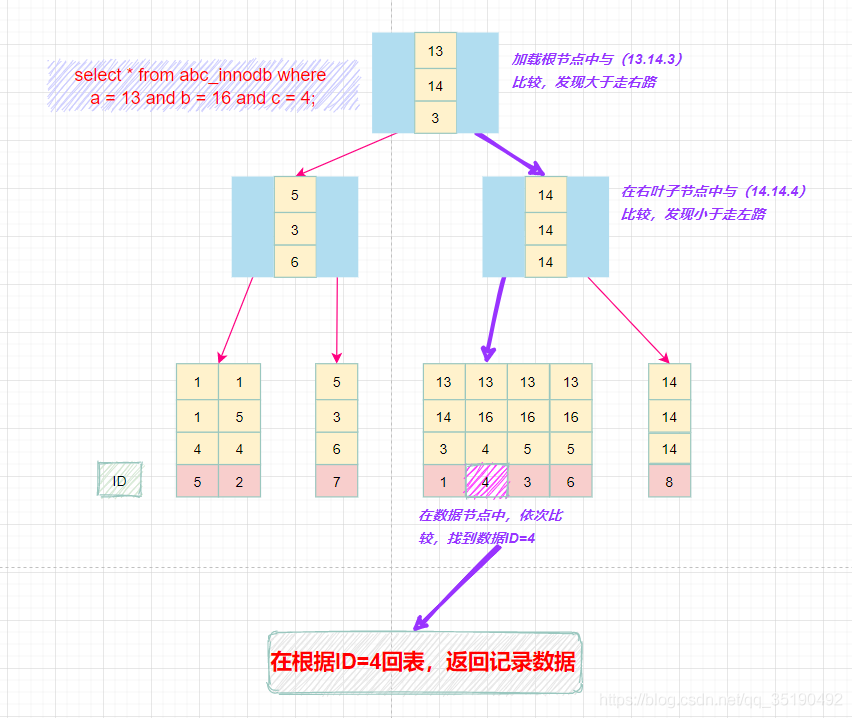 select * from abc_innodb where
a = 13 and b = 16 and c = 4;
13
14
3
加载根节点中与（13.14.3）
比较，发现大于走右路
5
3
6
14
14
14
在右叶子节点中与（14.14.4）
比较，发现小于走左路
1 1 5 13 13 13 13 14
1 5 3 14 16 16 16 14
4 4 6 3 4 5 5 14
ID 5 2 7 1 4 3 6 8
在数据节点中，依次比
较，找到数据ID=4
在根据ID=4回表，返回记录数据
https://blog.csdn.net/qq_35190492